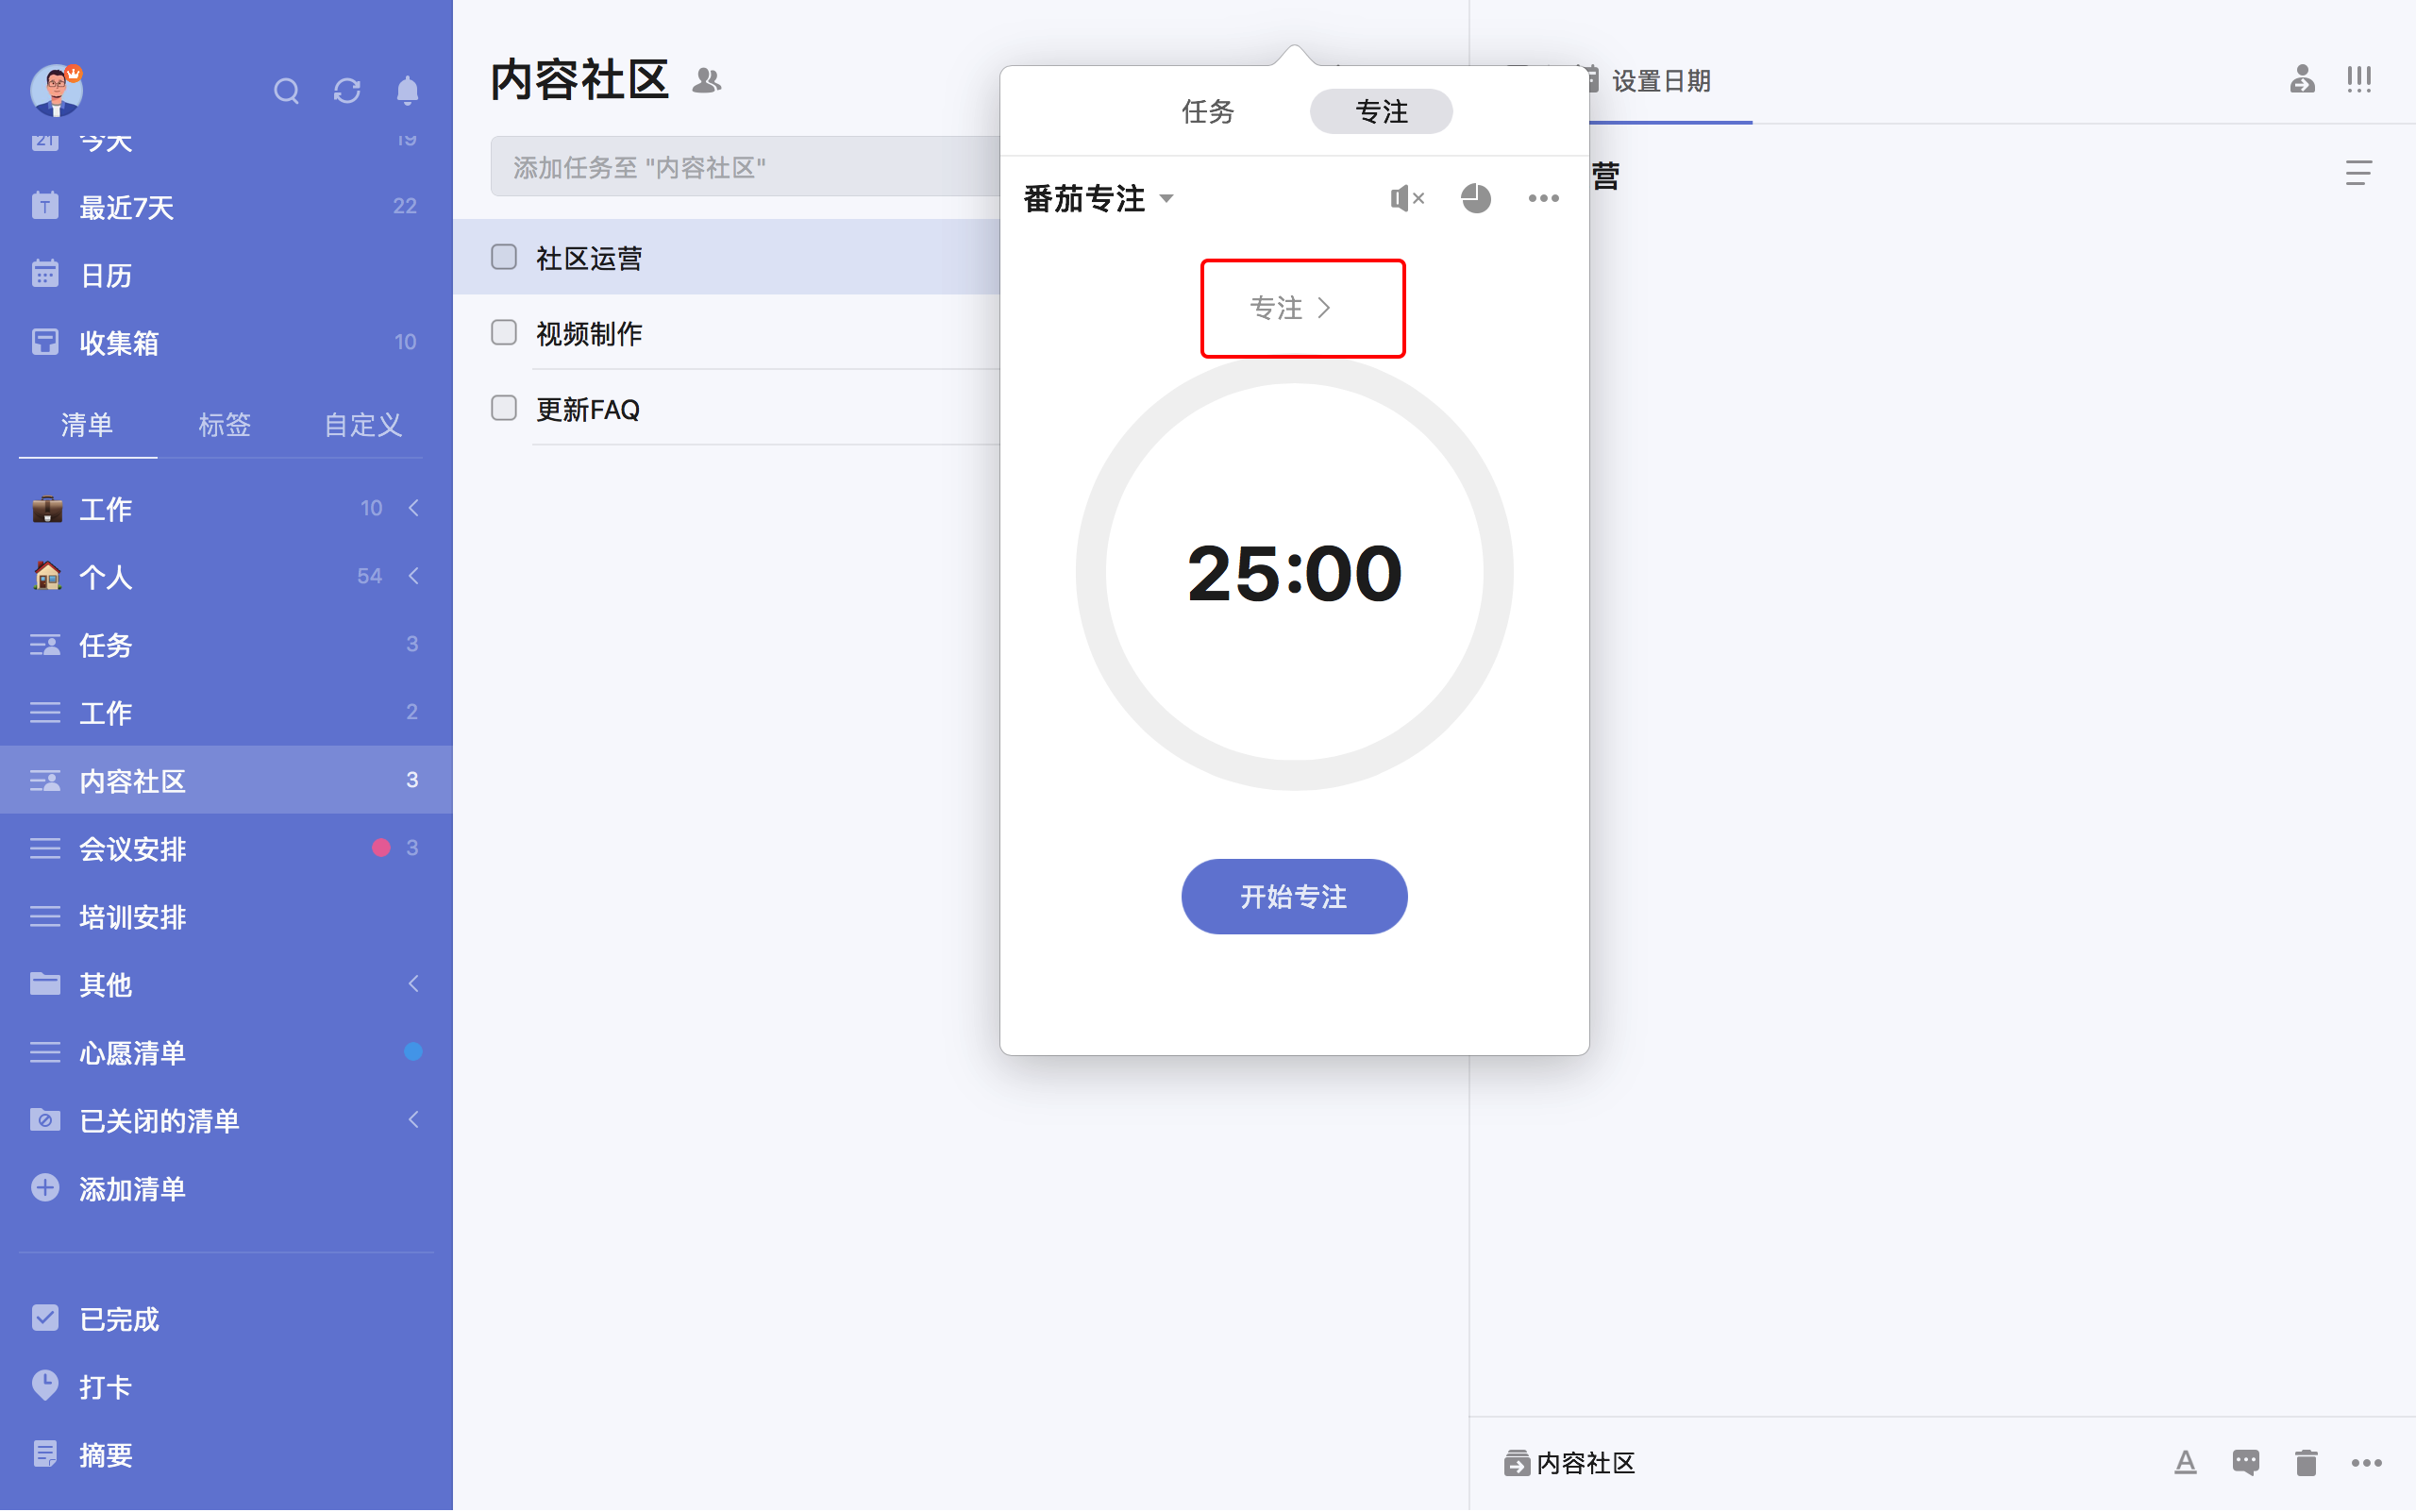 今天 19
最近7天 22
日历
收集箱 10
清单 标签 自定义
工作 10
个人 54
任务 3
工作 2
内容社区 3
会议安排 3
培训安排
其他
心愿清单
已关闭的清单
添加清单
已完成
打卡
摘要
内容社区
添加任务至 "内容社区"
社区运营
视频制作
更新FAQ
任务 专注
番茄专注
专注
25:00
开始专注
设置日期
营
内容社区